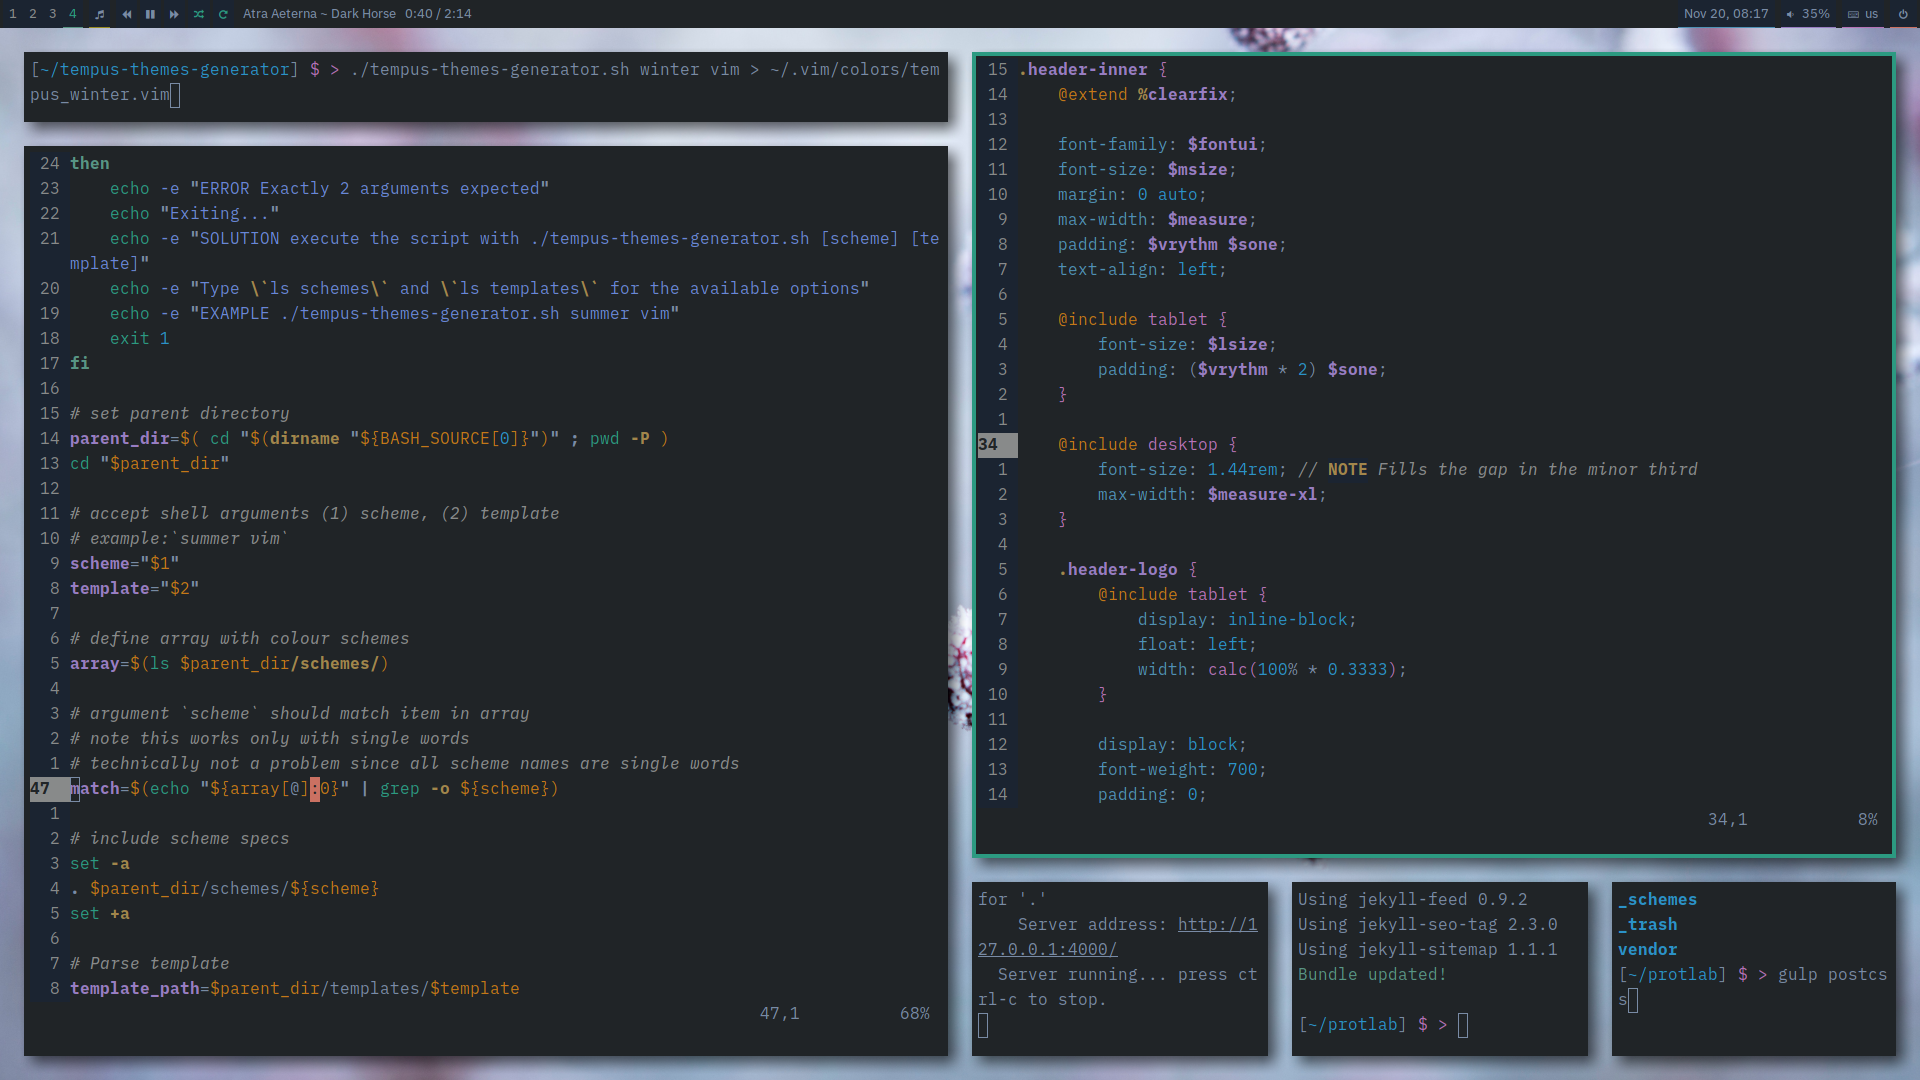 1 2 3 4 Atra Aeterna ~ Dark Horse 0:40 / 2:14 Nov 20, 08:17 35% us
[~/tempus-themes-generator] $ > ./tempus-themes-generator.sh winter vim > ~/.vim/colors/tem
pus_winter.vim
24 then
23 echo -e "ERROR Exactly 2 arguments expected"
22 echo "Exiting..."
21 echo -e "SOLUTION execute the script with ./tempus-themes-generator.sh [scheme] [te
mplate]"
20 echo -e "Type \`ls schemes\` and \`ls templates\` for the available options"
19 echo -e "EXAMPLE ./tempus-themes-generator.sh summer vim"
18 exit 1
17 fi
16
15 # set parent directory
14 parent_dir=$( cd "$(dirname "${BASH_SOURCE[0]}")" ; pwd -P )
13 cd "$parent_dir"
12
11 # accept shell arguments (1) scheme, (2) template
10 # example:`summer vim`
9 scheme="$1"
8 template="$2"
7
6 # define array with colour schemes
5 array=$(ls $parent_dir/schemes/)
4
3 # argument `scheme` should match item in array
2 # note this works only with single words
1 # technically not a problem since all scheme names are single words
47 match=$(echo "${array[@]:0}" | grep -o ${scheme})
1
2 # include scheme specs
3 set -a
4 . $parent_dir/schemes/${scheme}
5 set +a
6
7 # Parse template
8 template_path=$parent_dir/templates/$template
47,1 68%
15 .header-inner {
14 @extend %clearfix;
13
12 font-family: $fontui;
11 font-size: $msize;
10 margin: 0 auto;
9 max-width: $measure;
8 padding: $vrythm $sone;
7 text-align: left;
6
5 @include tablet {
4 font-size: $lsize;
3 padding: ($vrythm * 2) $sone;
2 }
1
34 @include desktop {
1 font-size: 1.44rem; // NOTE Fills the gap in the minor third
2 max-width: $measure-xl;
3 }
4
5 .header-logo {
6 @include tablet {
7 display: inline-block;
8 float: left;
9 width: calc(100% * 0.3333);
10 }
11
12 display: block;
13 font-weight: 700;
14 padding: 0;
34,1 8%
for '.'
Server address: http://1
27.0.0.1:4000/
Server running... press ct
rl-c to stop.
Using jekyll-feed 0.9.2
Using jekyll-seo-tag 2.3.0
Using jekyll-sitemap 1.1.1
Bundle updated!
[~/protlab] $ >
_schemes
_trash
vendor
[~/protlab] $ > gulp postcs
s